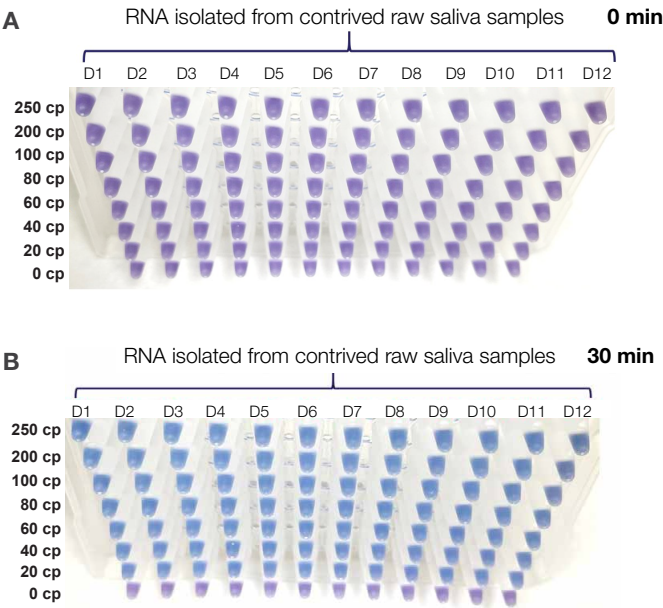 A
RNA isolated from contrived raw saliva samples 0 min
D1 D2 D3 D4 D5 D6 D7 D8 D9 D10 D11 D12
250 cp
200 cp
100 cp
80 cp
60 cp
40 cp
20 cp
0 cp
B
RNA isolated from contrived raw saliva samples 30 min
D1 D2 D3 D4 D5 D6 D7 D8 D9 D10 D11 D12
250 cp
200 cp
100 cp
80 cp
60 cp
40 cp
20 cp
0 cp